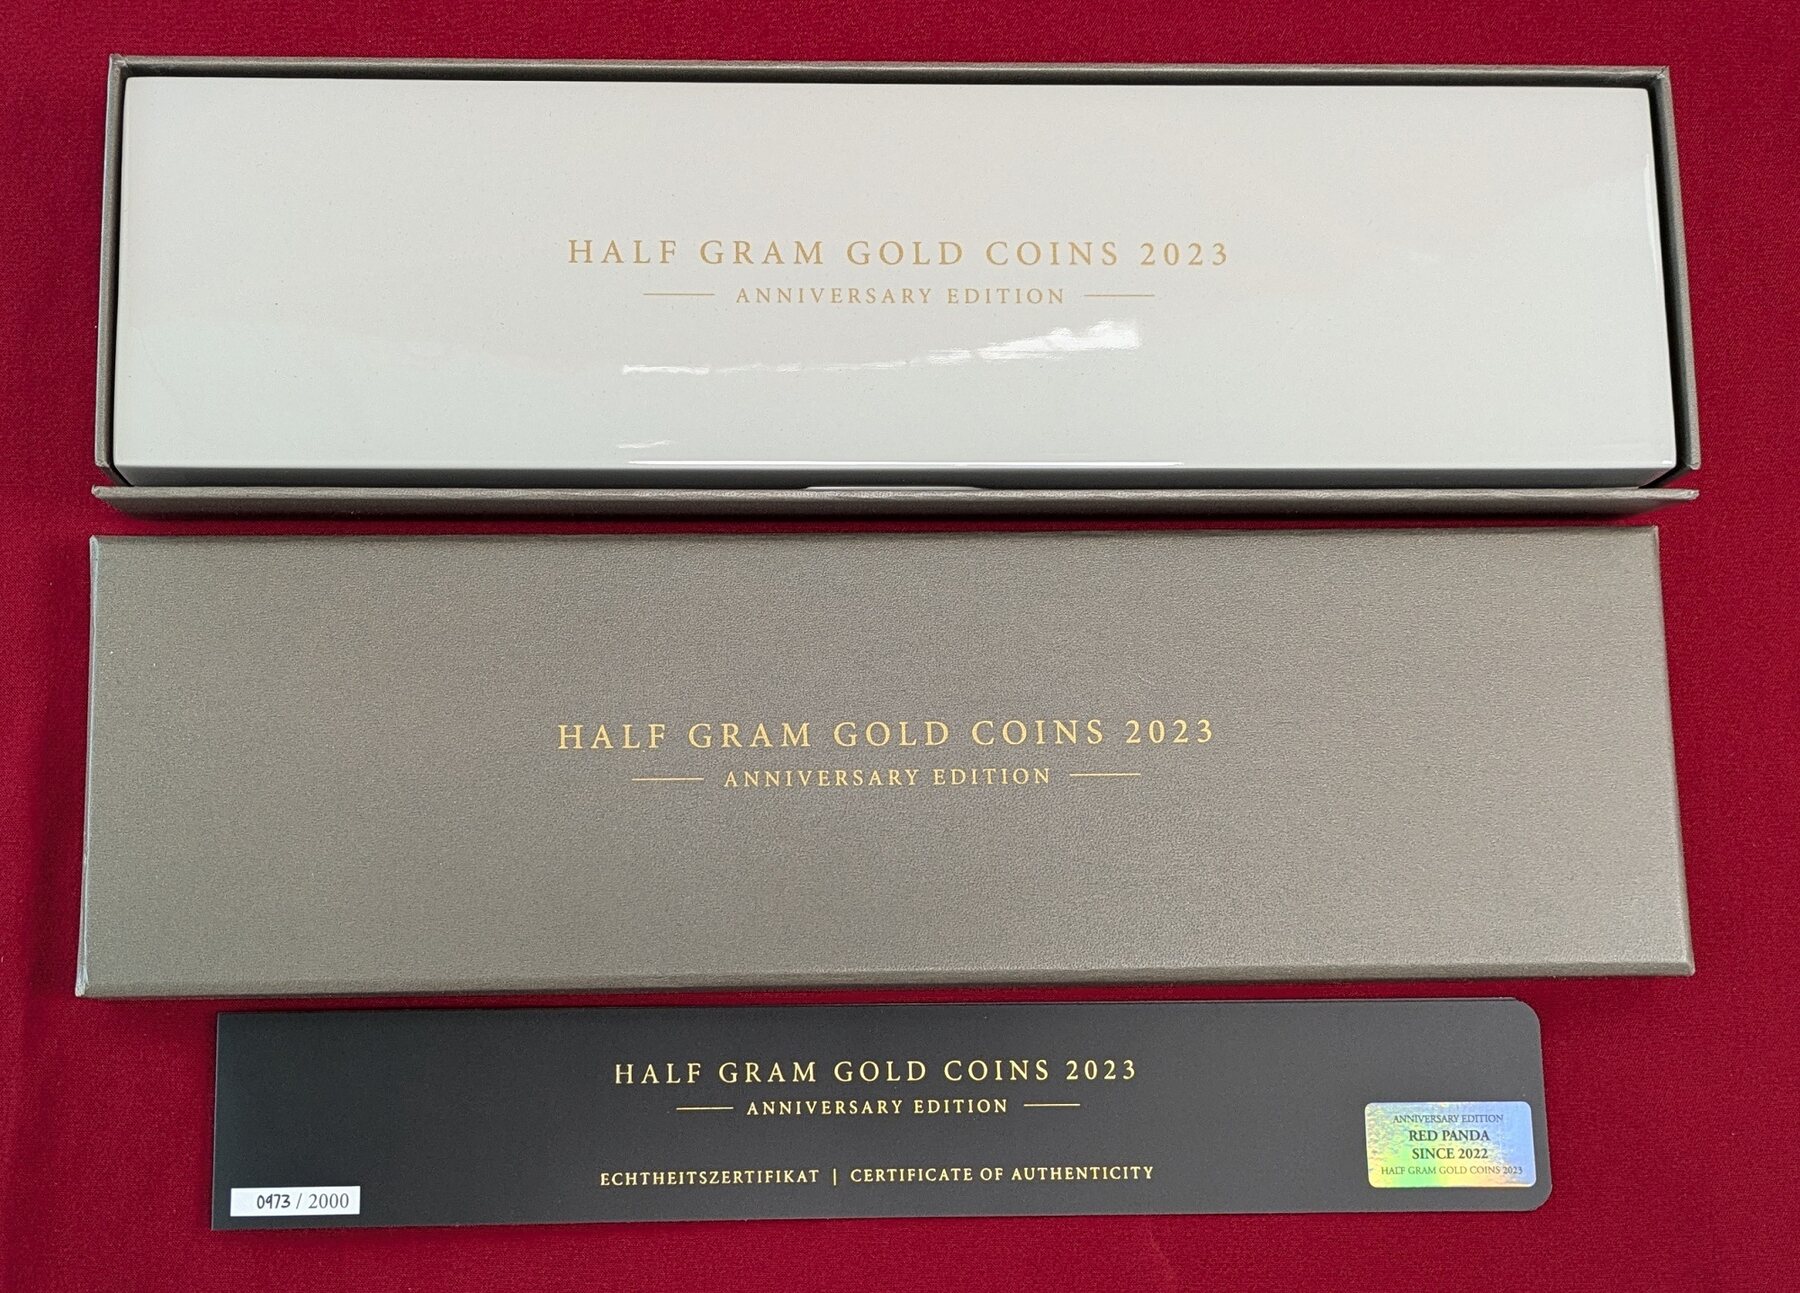 HALF GRAM GOLD COINS 2023
ANNIVERSARY EDITION
HALF GRAM GOLD COINS 2023
ANNIVERSARY EDITION
HALF GRAM GOLD COINS 2023
ANNIVERSARY EDITION
ECHTHEITSZERTIFIKAT | CERTIFICATE OF AUTHENTICITY
0973 / 2000
ANNIVERSARY EDITION
RED PANDA
SINCE 2022
HALF GRAM GOLD COINS 2023